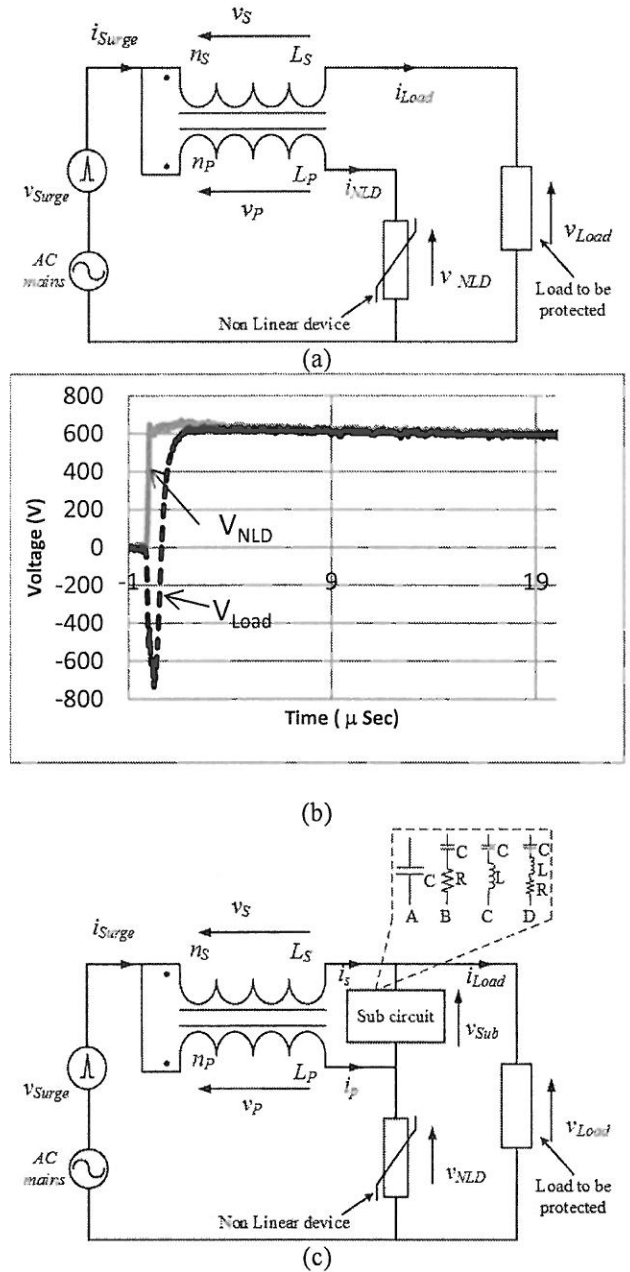 v_S
i_Surge
n_S L_S
i_Load
n_P L_P
i_NLD
v_Surge
v_P
v_Load
AC
mains
v NLD
Load to be
protected
Non Linear device
(a)
800
600
400
200
0
-200
-400
-600
-800
-1 9 19
Voltage (V)
V_NLD
V_Load
Time ( μ Sec)
(b)
C C C C
R L L
R
A B C D
v_S
i_Surge
n_S L_S
i_s
i_Load
Sub circuit
v_Sub
n_P L_P
v_Surge
v_P
i_p
v_Load
AC
mains
v_NLD
Load to be
protected
Non Linear device
(c)